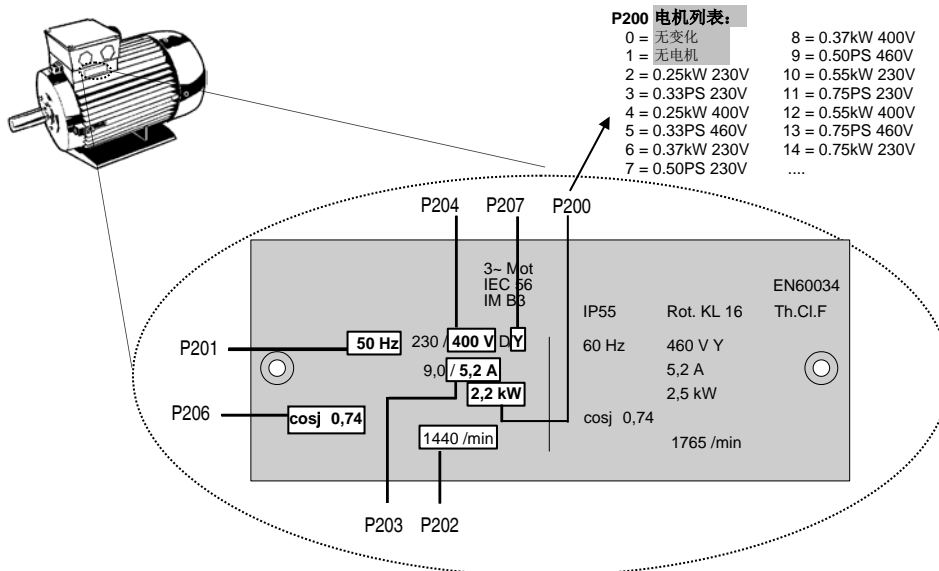 P200 电机列表:
0 = 无变化
1 = 无电机
2 = 0.25kW 230V
3 = 0.33PS 230V
4 = 0.25kW 400V
5 = 0.33PS 460V
6 = 0.37kW 230V
7 = 0.50PS 230V
8 = 0.37kW 400V
9 = 0.50PS 460V
10 = 0.55kW 230V
11 = 0.75PS 230V
12 = 0.55kW 400V
13 = 0.75PS 460V
14 = 0.75kW 230V
....
P204 P207 P200
3~ Mot
IEC 56
IM B3
EN60034
IP55 Rot. KL 16 Th.Cl.F
P201
50 Hz 230 / 400 V D Y
60 Hz 460 V Y
9,0 / 5,2 A
5,2 A
2,2 kW
2,5 kW
P206
cosj 0,74
cosj 0,74
1440 /min
1765 /min
P203 P202